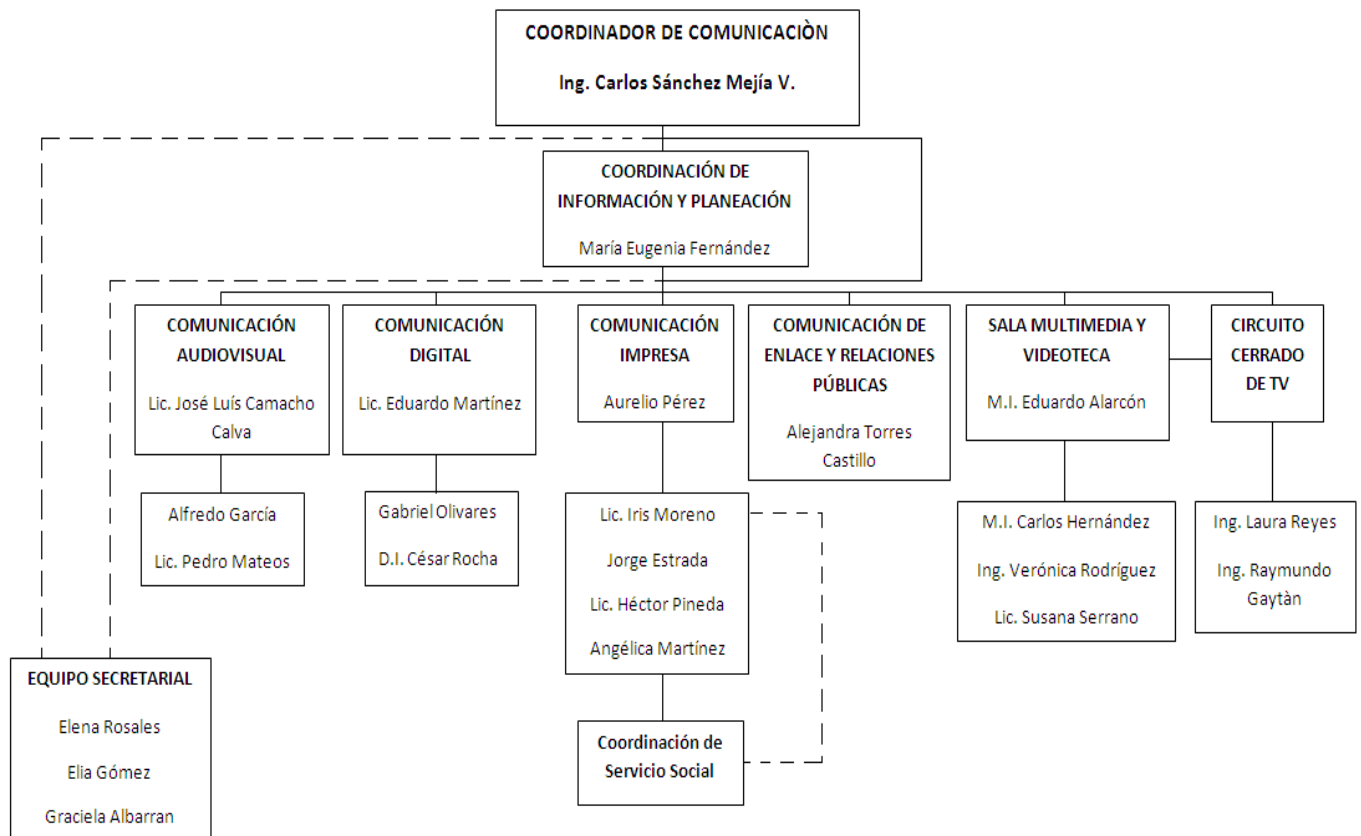 COORDINADOR DE COMUNICACIÒN
Ing. Carlos Sánchez Mejía V.
COORDINACIÓN DE
INFORMACIÓN Y PLANEACIÓN
María Eugenia Fernández
COMUNICACIÓN
AUDIOVISUAL
Lic. José Luís Camacho
Calva
COMUNICACIÓN
DIGITAL
Lic. Eduardo Martínez
COMUNICACIÓN
IMPRESA
Aurelio Pérez
COMUNICACIÓN DE
ENLACE Y RELACIONES
PÚBLICAS
Alejandra Torres
Castillo
SALA MULTIMEDIA Y
VIDEOTECA
M.I. Eduardo Alarcón
CIRCUITO
CERRADO
DE TV
Alfredo García
Lic. Pedro Mateos
Gabriel Olivares
D.I. César Rocha
Lic. Iris Moreno
Jorge Estrada
Lic. Héctor Pineda
Angélica Martínez
M.I. Carlos Hernández
Ing. Verónica Rodríguez
Lic. Susana Serrano
Ing. Laura Reyes
Ing. Raymundo
Gaytàn
EQUIPO SECRETARIAL
Elena Rosales
Elia Gómez
Graciela Albarran
Coordinación de
Servicio Social